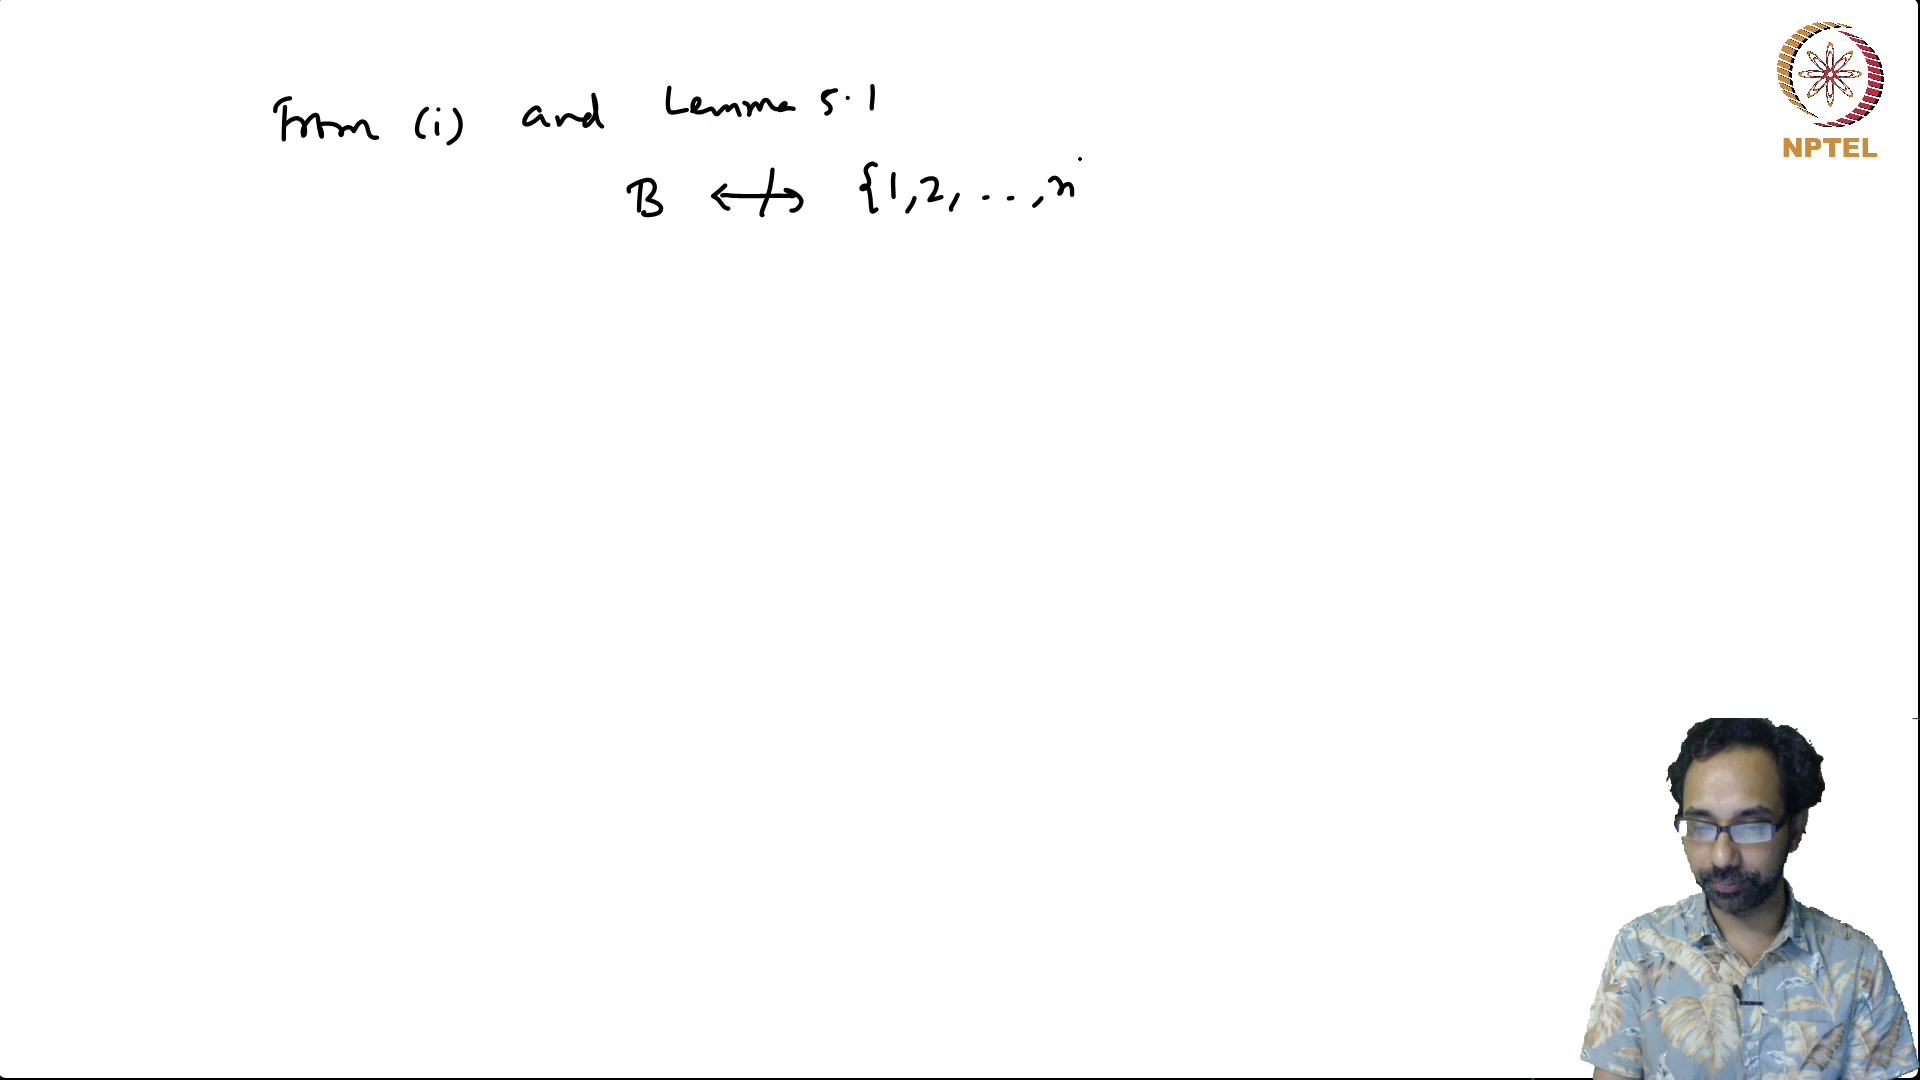 NPTEL
From (i) and Lemma 5.1
B ↮ {1,2, ..., n